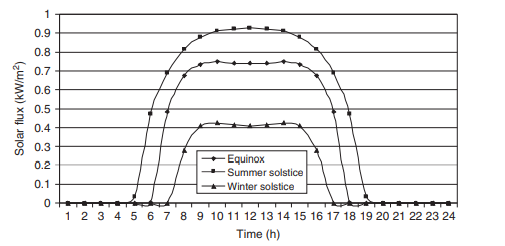 1
0.9
0.8
0.7
0.6
0.5
0.4
0.3
0.2
0.1
0
Solar flux (kW/m²)
Equinox
Summer solstice
Winter solstice
1 2 3 4 5 6 7 8 9 10 11 12 13 14 15 16 17 18 19 20 21 22 23 24
Time (h)